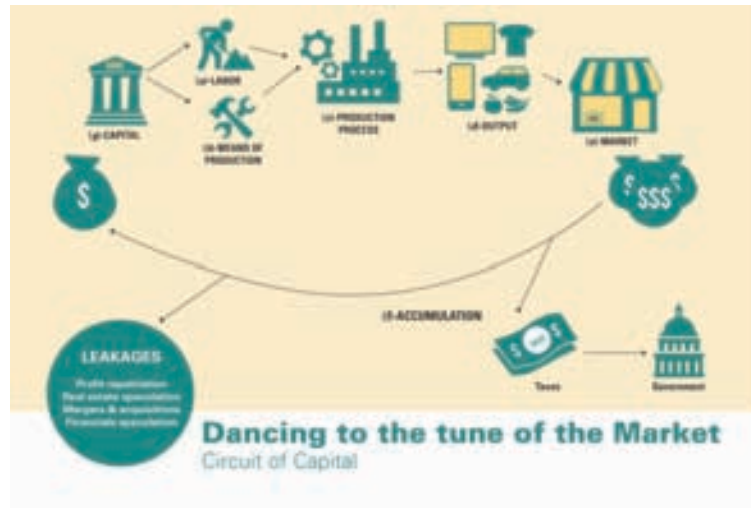 LABOR
CAPITAL
MEANS OF
PRODUCTION
PRODUCTION
PROCESS
OUTPUT
MARKET
$
$ $$$ $
ACCUMULATION
$ $
Taxes
Government
LEAKAGES
Profit repatriation
Real estate speculation
Mergers & acquisitions
Financials speculation
Dancing to the tune of the Market
Circuit of Capital